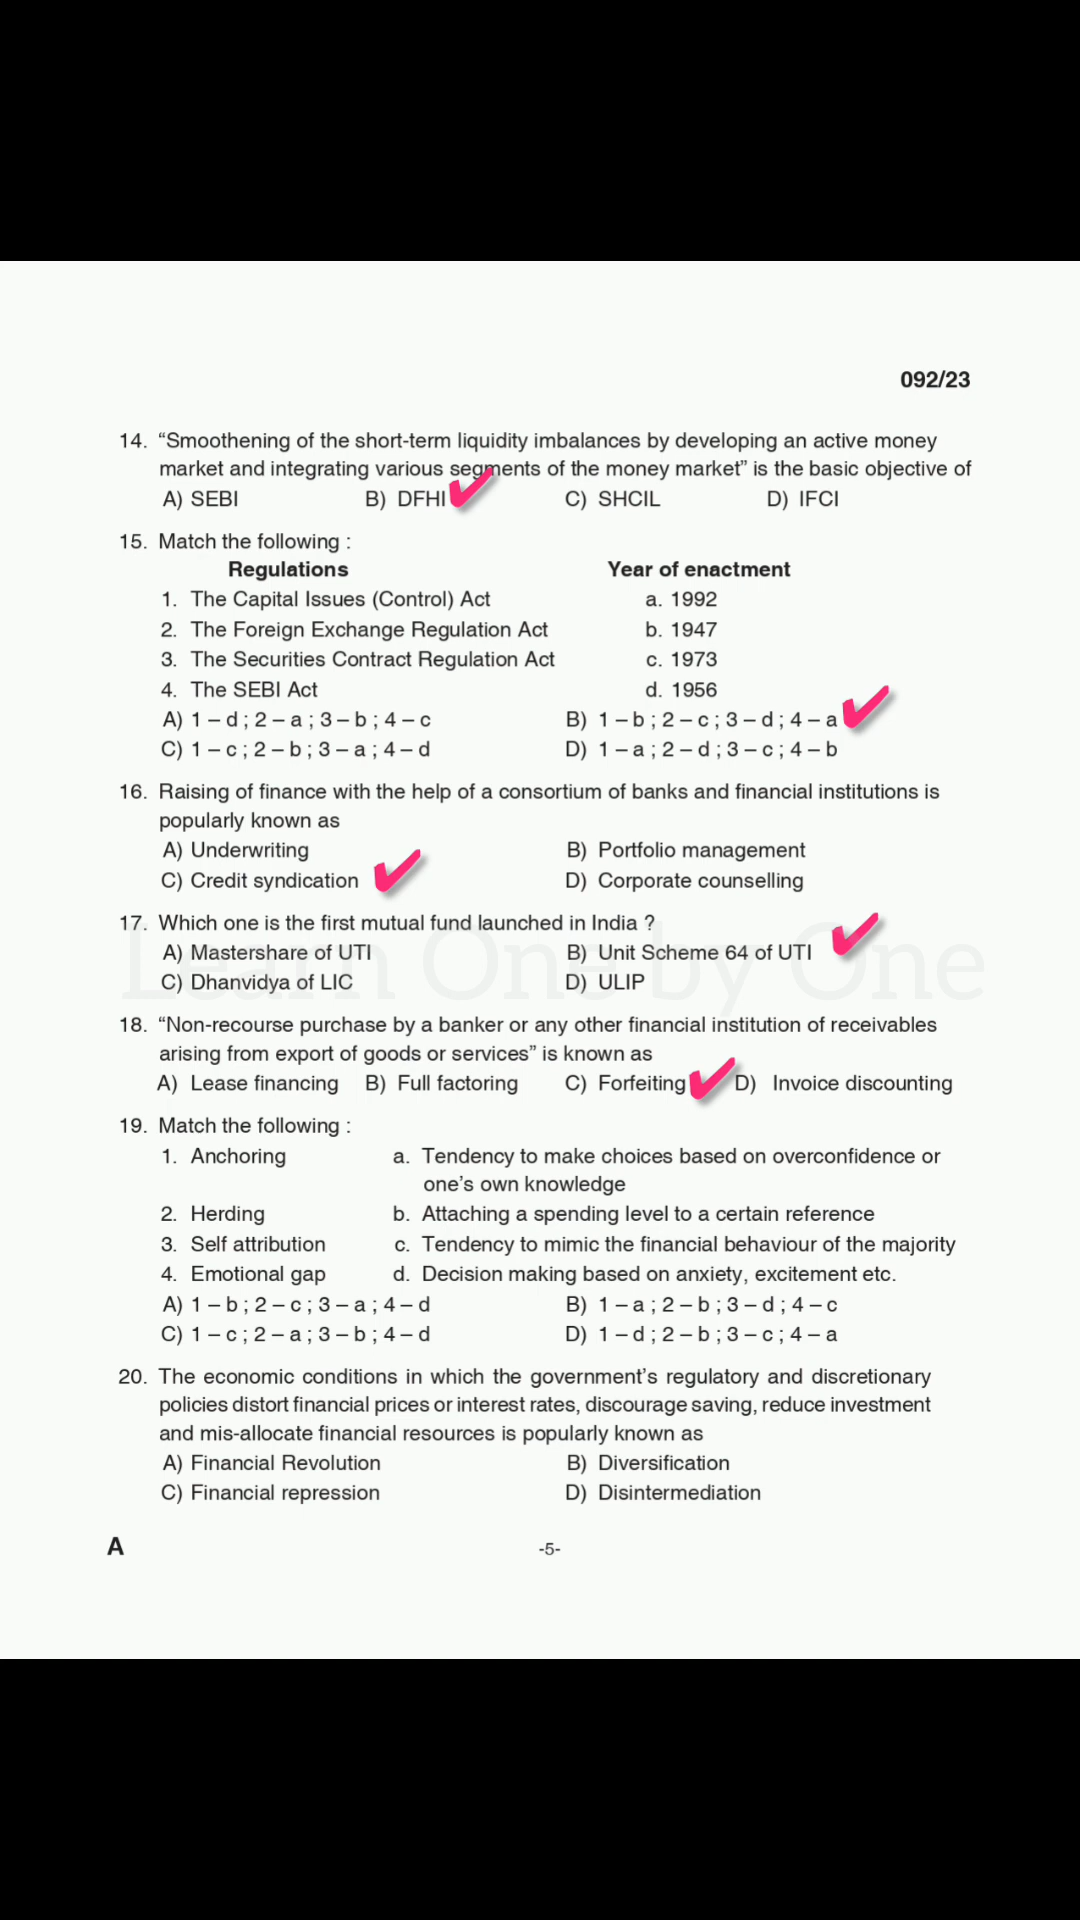 092/23
14. “Smoothening of the short-term liquidity imbalances by developing an active money
market and integrating various segments of the money market” is the basic objective of
A) SEBI B) DFHI C) SHCIL D) IFCI
15. Match the following :
Regulations Year of enactment
1. The Capital Issues (Control) Act a. 1992
2. The Foreign Exchange Regulation Act b. 1947
3. The Securities Contract Regulation Act c. 1973
4. The SEBI Act d. 1956
A) 1 – d ; 2 – a ; 3 – b ; 4 – c B) 1 – b ; 2 – c ; 3 – d ; 4 – a
C) 1 – c ; 2 – b ; 3 – a ; 4 – d D) 1 – a ; 2 – d ; 3 – c ; 4 – b
16. Raising of finance with the help of a consortium of banks and financial institutions is
popularly known as
A) Underwriting B) Portfolio management
C) Credit syndication D) Corporate counselling
17. Which one is the first mutual fund launched in India ?
A) Mastershare of UTI B) Unit Scheme 64 of UTI
Learn One by One
C) Dhanvidya of LIC D) ULIP
18. “Non-recourse purchase by a banker or any other financial institution of receivables
arising from export of goods or services” is known as
A) Lease financing B) Full factoring C) Forfeiting D) Invoice discounting
19. Match the following :
1. Anchoring a. Tendency to make choices based on overconfidence or
one’s own knowledge
2. Herding b. Attaching a spending level to a certain reference
3. Self attribution c. Tendency to mimic the financial behaviour of the majority
4. Emotional gap d. Decision making based on anxiety, excitement etc.
A) 1 – b ; 2 – c ; 3 – a ; 4 – d B) 1 – a ; 2 – b ; 3 – d ; 4 – c
C) 1 – c ; 2 – a ; 3 – b ; 4 – d D) 1 – d ; 2 – b ; 3 – c ; 4 – a
20. The economic conditions in which the government’s regulatory and discretionary
policies distort financial prices or interest rates, discourage saving, reduce investment
and mis-allocate financial resources is popularly known as
A) Financial Revolution B) Diversification
C) Financial repression D) Disintermediation
A -5-